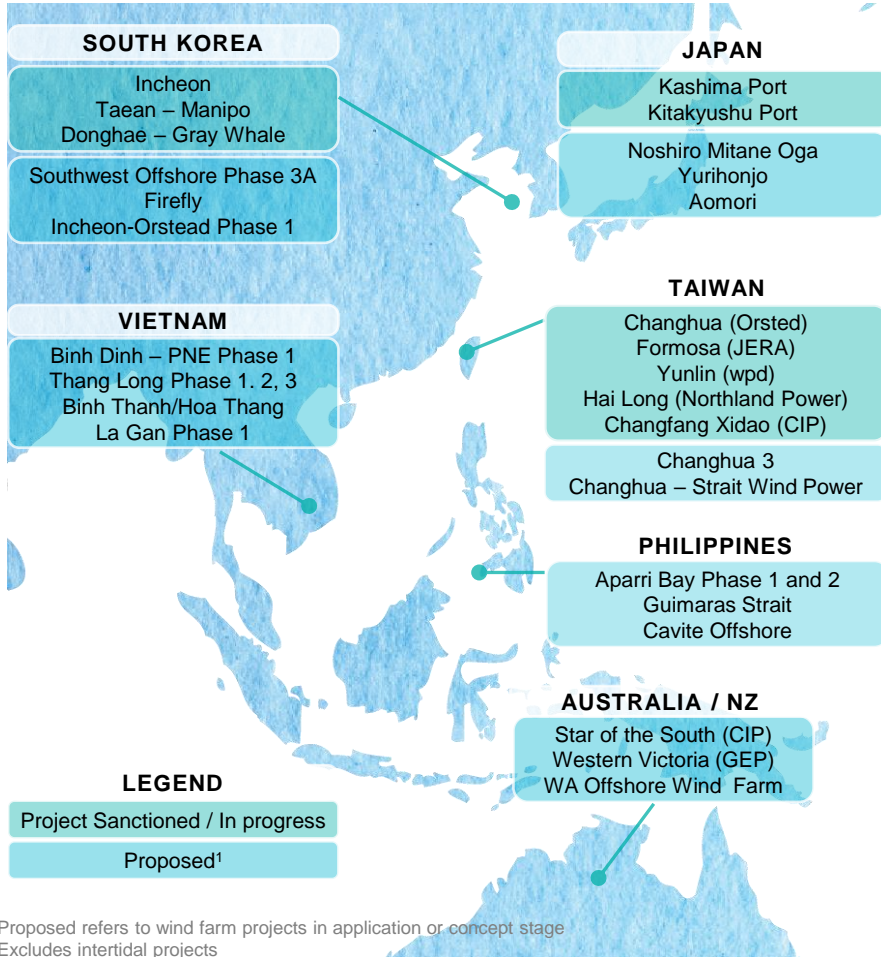 SOUTH KOREA
Incheon
Taean – Manipo
Donghae – Gray Whale
Southwest Offshore Phase 3A
Firefly
Incheon-Orstead Phase 1
JAPAN
Kashima Port
Kitakyushu Port
Noshiro Mitane Oga
Yurihonjo
Aomori
VIETNAM
Binh Dinh – PNE Phase 1
Thang Long Phase 1. 2, 3
Binh Thanh/Hoa Thang
La Gan Phase 1
TAIWAN
Changhua (Orsted)
Formosa (JERA)
Yunlin (wpd)
Hai Long (Northland Power)
Changfang Xidao (CIP)
Changhua 3
Changhua – Strait Wind Power
PHILIPPINES
Aparri Bay Phase 1 and 2
Guimaras Strait
Cavite Offshore
AUSTRALIA / NZ
Star of the South (CIP)
Western Victoria (GEP)
WA Offshore Wind Farm
LEGEND
Project Sanctioned / In progress
Proposed¹
Proposed refers to wind farm projects in application or concept stage
Excludes intertidal projects